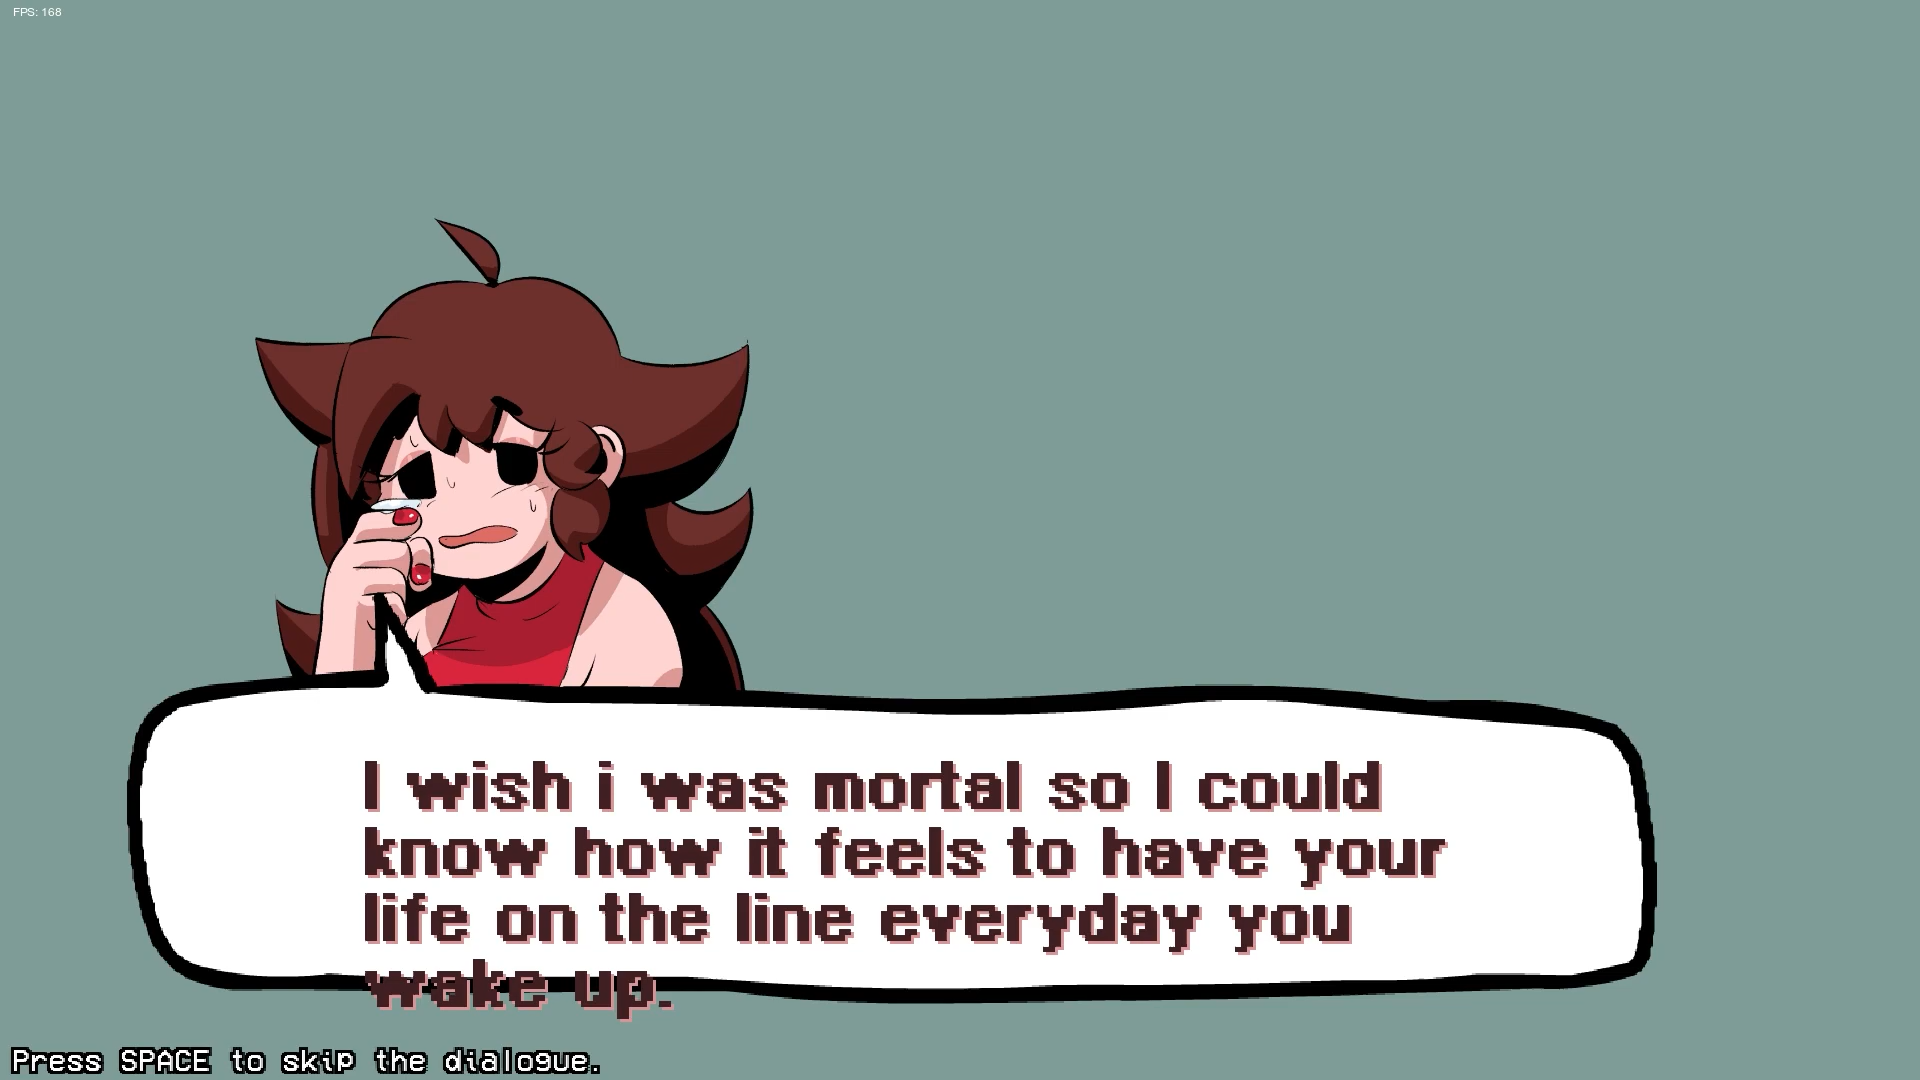 FPS: 168
I wish i was mortal so I could
know how it feels to have your
life on the line everyday you
wake up.
Press SPACE to skip the dialogue.